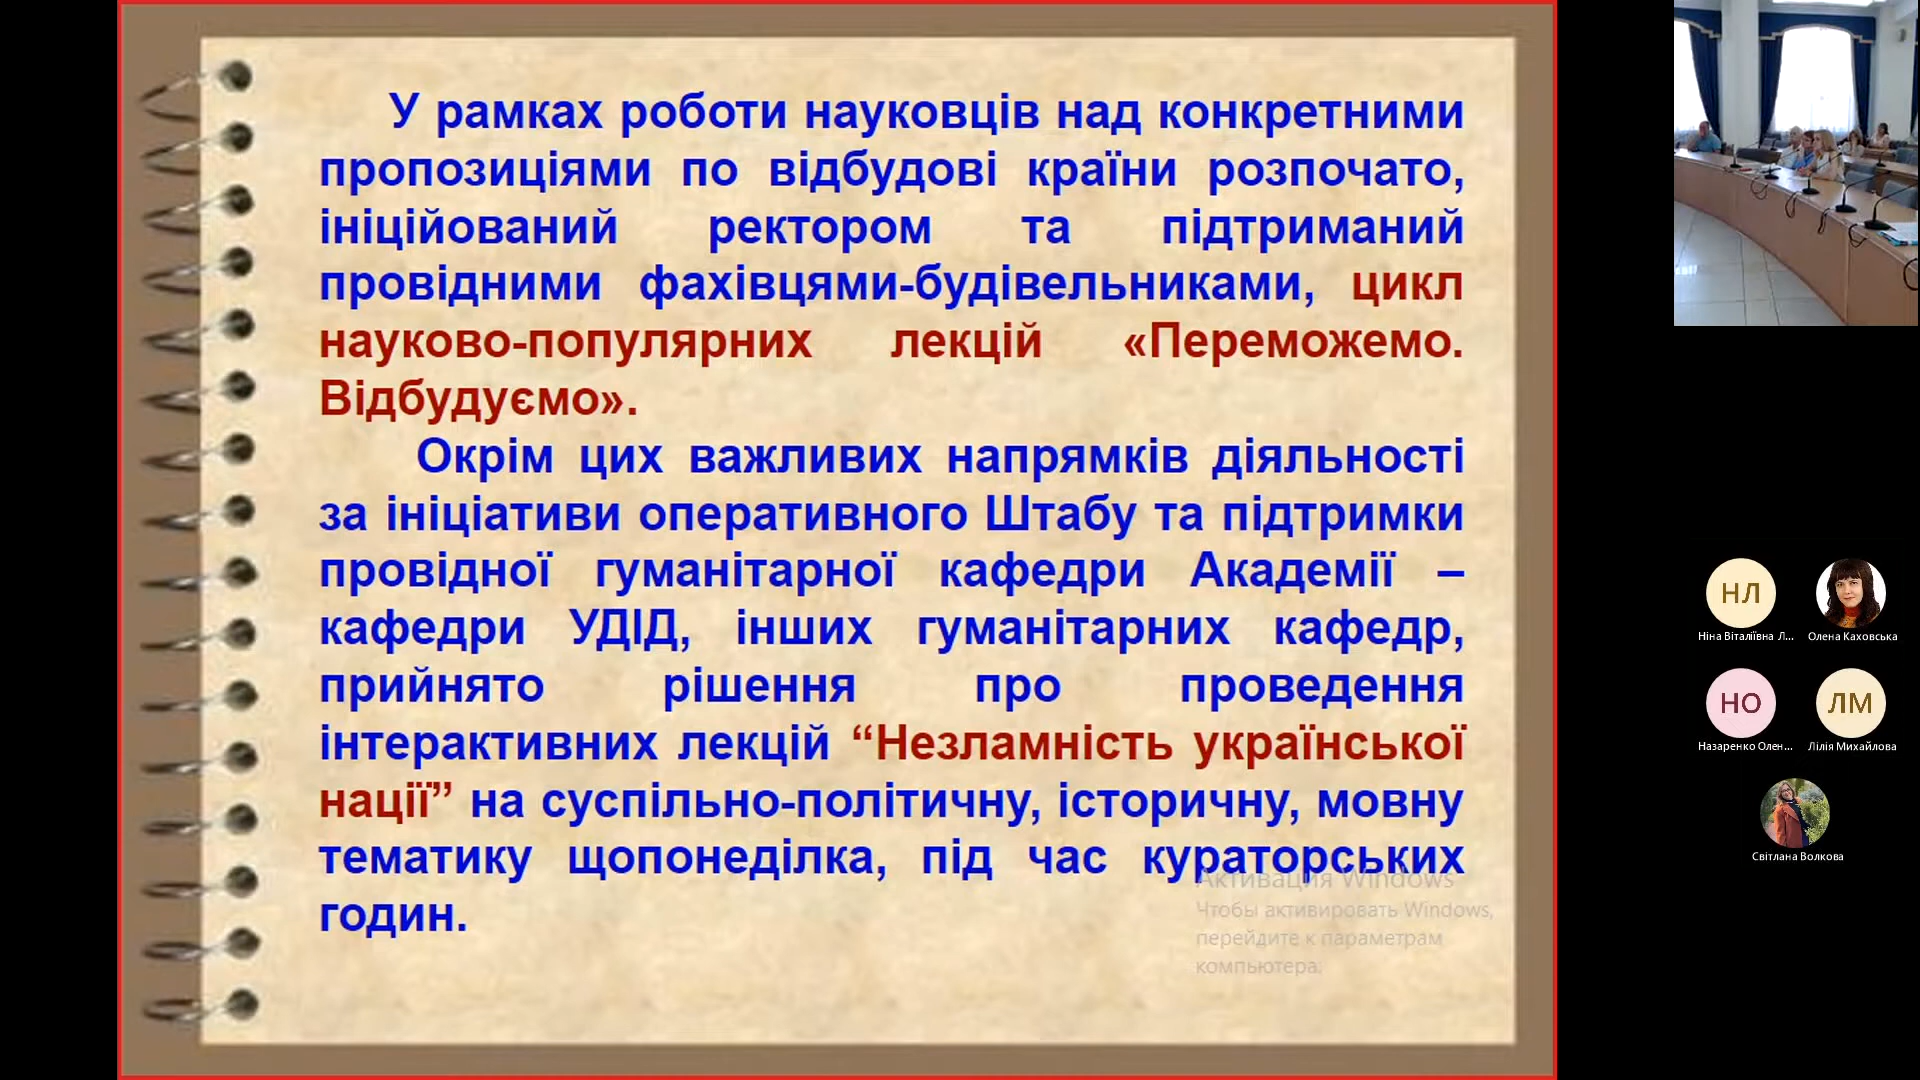 У рамках роботи науковців над конкретними
пропозиціями по відбудові країни розпочато,
ініційований ректором та підтриманий
провідними фахівцями-будівельниками, цикл
науково-популярних лекцій «Переможемо.
Відбудуємо».
Окрім цих важливих напрямків діяльності
за ініціативи оперативного Штабу та підтримки
провідної гуманітарної кафедри Академії –
кафедри УДІД, інших гуманітарних кафедр,
прийнято рішення про проведення
інтерактивних лекцій “Незламність української
нації” на суспільно-політичну, історичну, мовну
тематику щопонеділка, під час кураторських
годин.
Активация Windows
Чтобы активировать Windows,
перейдите к параметрам
компьютера.
НЛ
Ніна Віталіївна Л...
Олена Каховська
НО
Назаренко Олен...
ЛМ
Лілія Михайлова
Світлана Волкова